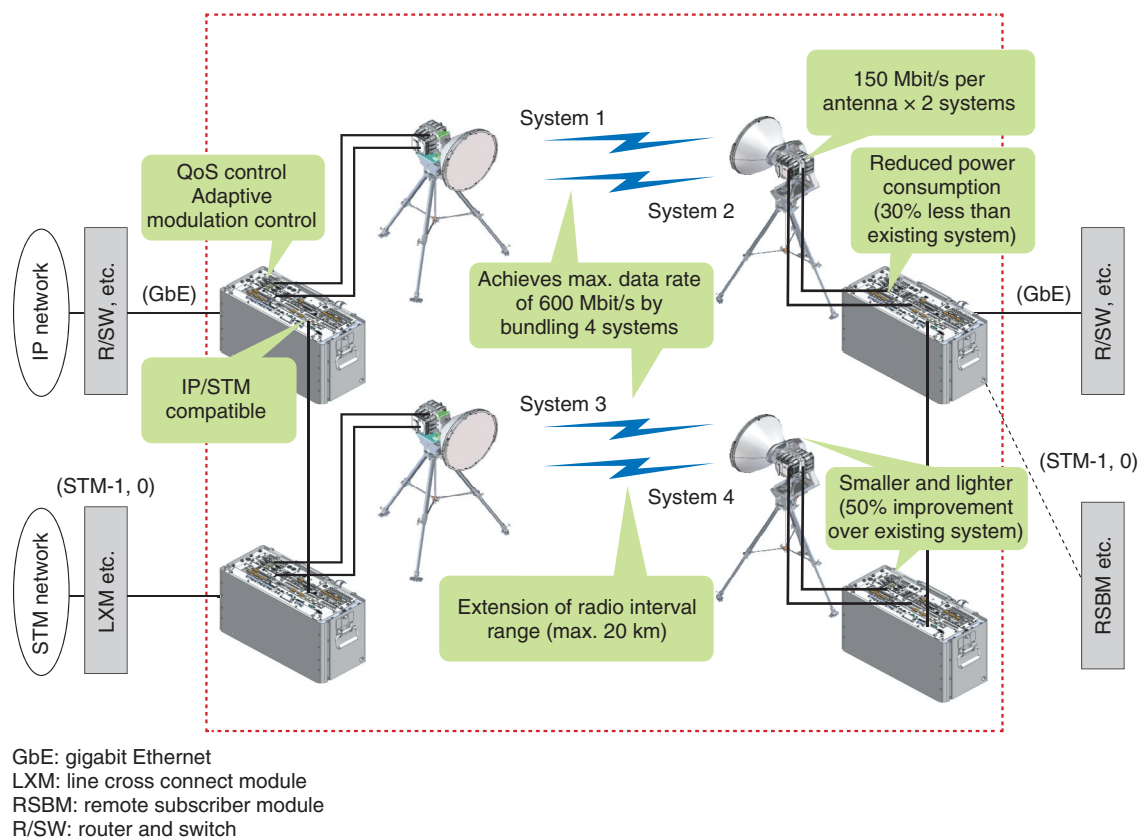 System 1
150 Mbit/s per
antenna × 2 systems
QoS control
Adaptive
modulation control
Reduced power
consumption
(30% less than
existing system)
System 2
IP network
R/SW, etc.
(GbE)
Achieves max. data rate
of 600 Mbit/s by
bundling 4 systems
(GbE)
R/SW, etc.
IP/STM
compatible
System 3
(STM-1, 0)
System 4
Smaller and lighter
(50% improvement
over existing system)
(STM-1, 0)
STM network
LXM etc.
Extension of radio interval
range (max. 20 km)
RSBM etc.
GbE: gigabit Ethernet
LXM: line cross connect module
RSBM: remote subscriber module
R/SW: router and switch